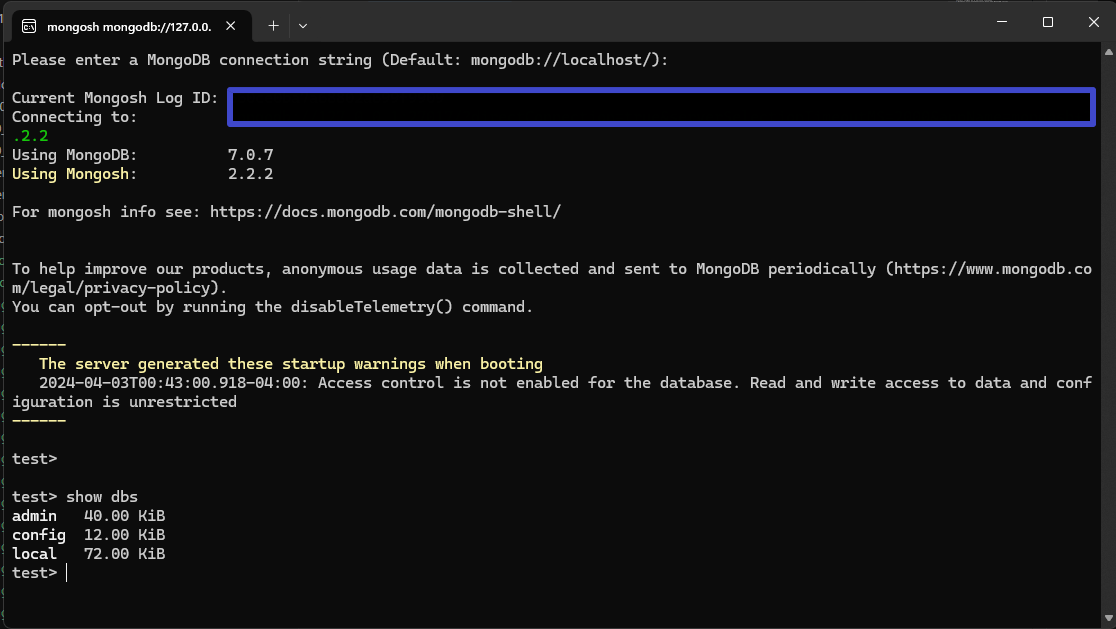 mongosh mongodb://127.0.0.
Please enter a MongoDB connection string (Default: mongodb://localhost/):
Current Mongosh Log ID:
Connecting to:
.2.2
Using MongoDB: 7.0.7
Using Mongosh: 2.2.2
For mongosh info see: https://docs.mongodb.com/mongodb-shell/
To help improve our products, anonymous usage data is collected and sent to MongoDB periodically (https://www.mongodb.co
m/legal/privacy-policy).
You can opt-out by running the disableTelemetry() command.
------
The server generated these startup warnings when booting
2024-04-03T00:43:00.918-04:00: Access control is not enabled for the database. Read and write access to data and conf
iguration is unrestricted
------
test>
test> show dbs
admin 40.00 KiB
config 12.00 KiB
local 72.00 KiB
test>